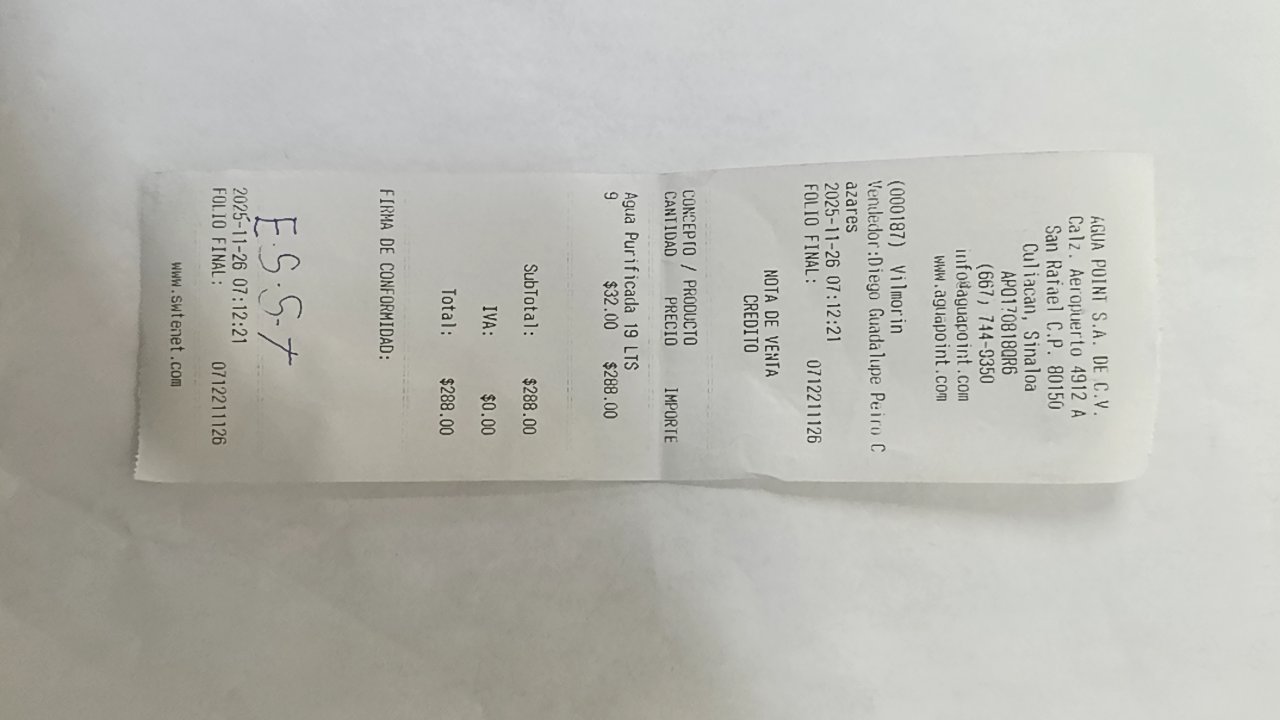 AGUA POINT S.A. DE C.V.
Calz. Aeropuerto 4912 A
San Rafael C.P. 80150
Culiacan, Sinaloa
APO170818QR6
(667) 744-9350
info@aguapoint.com
www.aguapoint.com
(000187) Vilmorin
Vendedor:Diego Guadalupe Peiro C
azares
2025-11-26 07:12:21
FOLIO FINAL: 0712211126
NOTA DE VENTA
CREDITO
CONCEPTO / PRODUCTO
CANTIDAD PRECIO IMPORTE
Agua Purificada 19 LTS
9 $32.00 $288.00
SubTotal: $288.00
IVA: $0.00
Total: $288.00
FIRMA DE CONFORMIDAD:
E.S.S.T
2025-11-26 07:12:21
FOLIO FINAL: 0712211126
www.swtenet.com